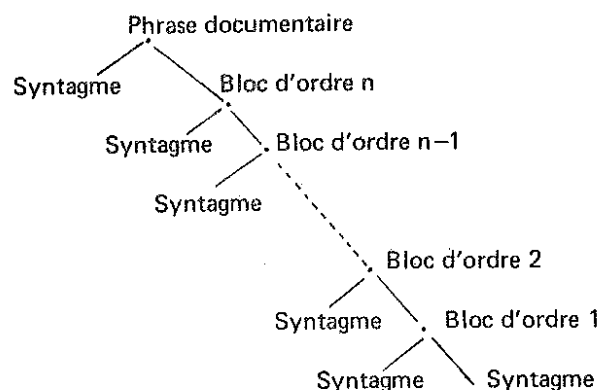 Phrase documentaire
Syntagme
Bloc d'ordre n
Syntagme
Bloc d'ordre n–1
Syntagme
Bloc d'ordre 2
Syntagme
Bloc d'ordre 1
Syntagme Syntagme